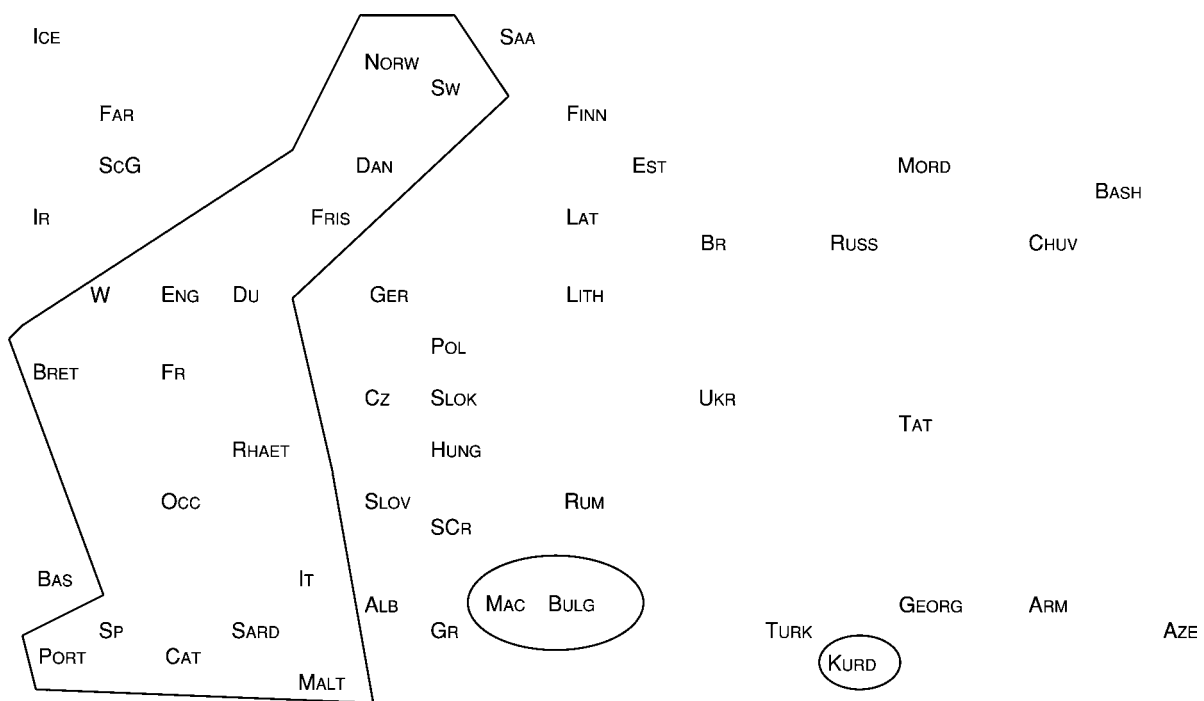 ICE SAA
NORW
SW
FAR FINN
SCG DAN EST MORD
BASH
IR FRIS LAT
BR RUSS CHUV
W ENG DU GER LITH
POL
BRET FR
CZ SLOK UKR
TAT
RHAET HUNG
OCC SLOV RUM
SCR
BAS IT
ALB MAC BULG GEORG ARM
SP SARD GR TURK AZE
PORT CAT KURD
MALT